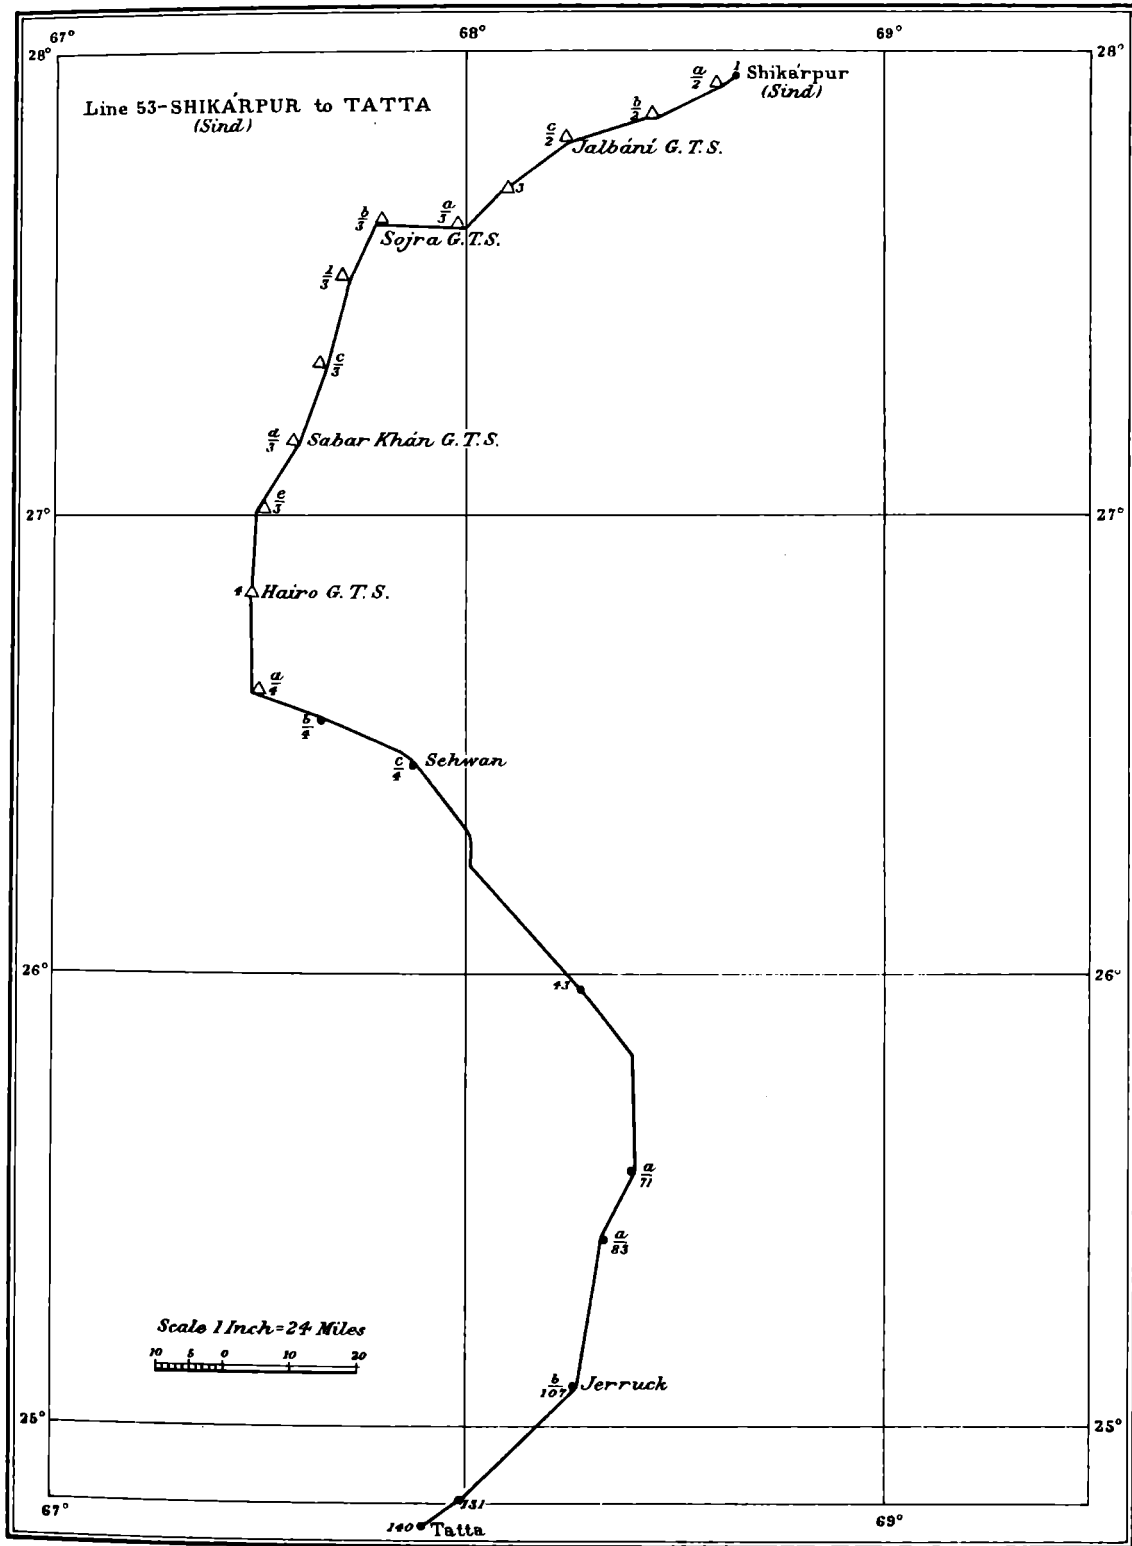 67°
68°
69°
28°
28°
Line 53-SHIKÁRPUR to TATTA
(Sind)
1
Shikárpur
(Sind)
a/2
b/2
c/2
Jalbání G. T. S.
3
a/3
b/3
Sojra G. T. S.
1/3
c/3
d/3
Sabar Khán G. T. S.
e/3
27°
27°
4
Hairo G. T. S.
a/4
b/4
c/4
Sehwan
26°
26°
43
a/71
a/83
Scale 1 Inch=24 Miles
10 5 0 10 20
b/107
Jerruck
25°
25°
67°
131
69°
140
Tatta